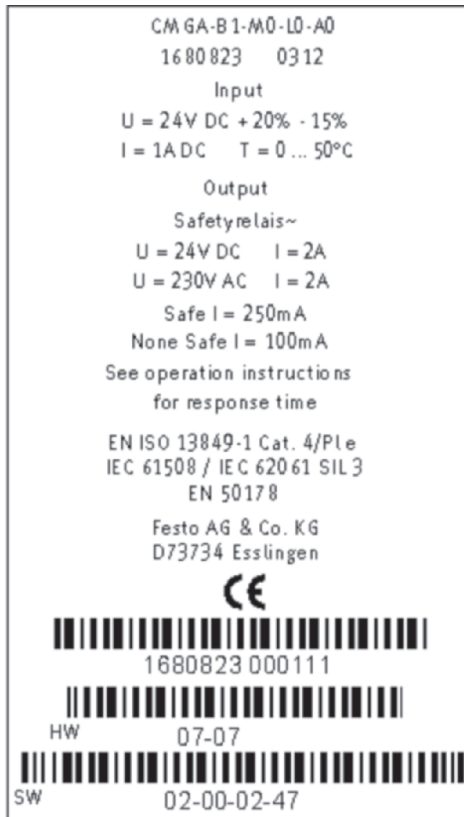 CMGA-B1-M0-L0-A0
1680823 0312
Input
U = 24V DC +20% -15%
I = 1A DC T = 0 ... 50°C
Output
Safetyrelais~
U = 24V DC I = 2A
U = 230V AC I = 2A
Safe I = 250mA
None Safe I = 100mA
See operation instructions
for response time
EN ISO 13849-1 Cat. 4/Ple
IEC 61508 / IEC 62061 SIL 3
EN 50178
Festo AG & Co. KG
D73734 Esslingen
CE
1680823 000111
HW 07-07
SW 02-00-02-47